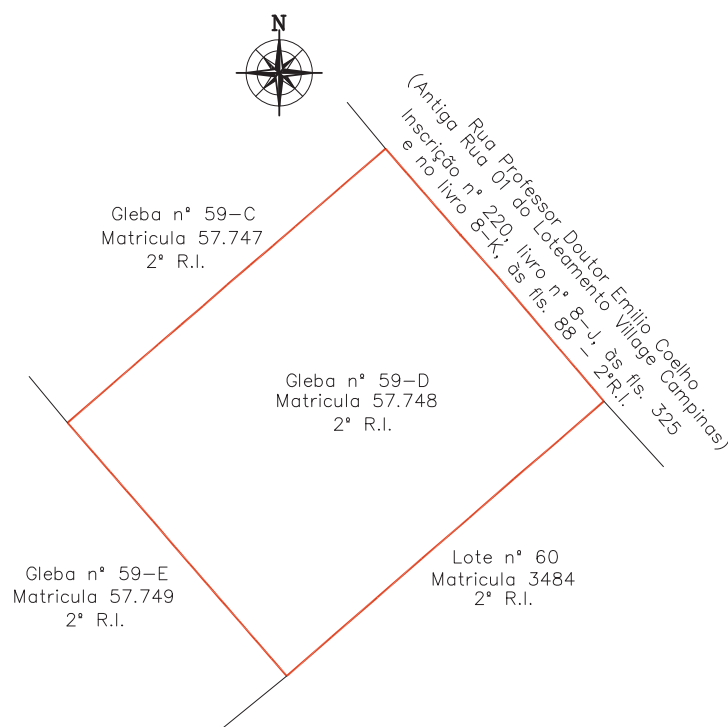 N
Rua Professor Doutor Emilio Coelho
(Antiga Rua 01 do Loteamento Village Campinas)
Inscrição nº 220, livro nº 8-J, às fls. 325
e no livro 8-K, às fls. 88 - 2ºR.I.
Gleba nº 59-C
Matricula 57.747
2º R.I.
Gleba nº 59-D
Matricula 57.748
2º R.I.
Gleba nº 59-E
Matricula 57.749
2º R.I.
Lote nº 60
Matricula 3484
2º R.I.